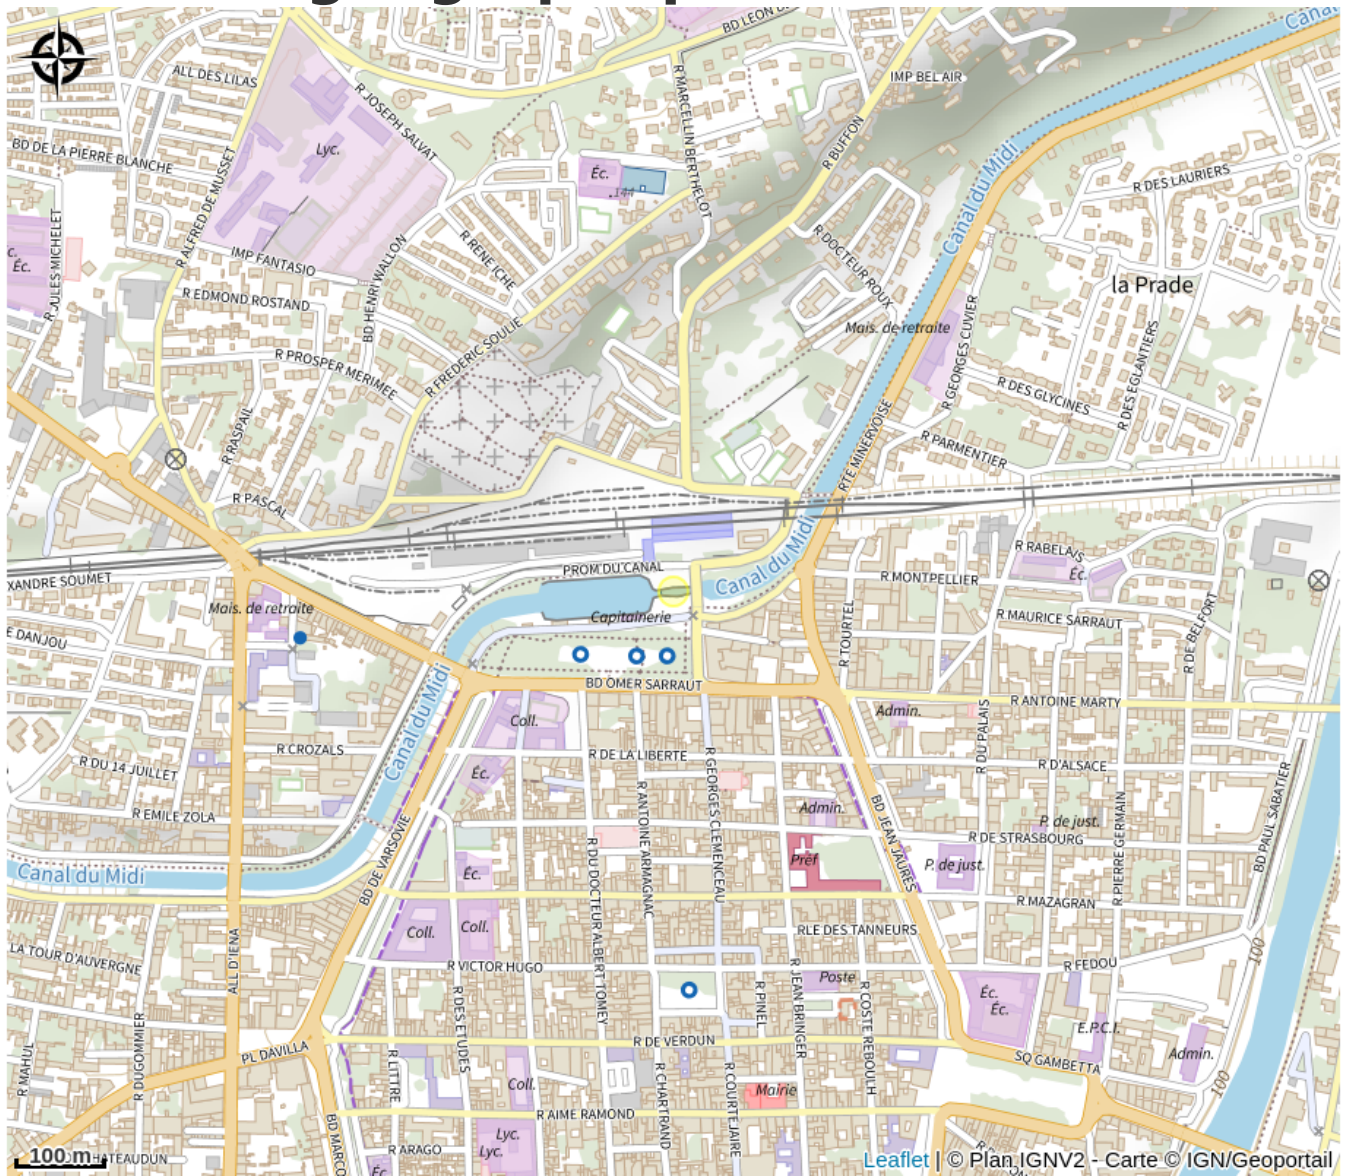 Canal
BD LEON
IMP BEL AIR
ALL DES LILAS
R JOSEPH SALVAT
R MARCELLIN BERTHELOT
R BUFFON
Lyc.
BD DE LA PIERRE BLANCHE
R ALFRED DE MUSSET
Éc.
144
Canal du Midi
R DES LAURIERS
R JULES MICHELET
c.
Éc.
IMP FANTASIO
BD HENRI WALLON
R RENE ICHE
R DOCTEUR ROUX
la Prade
R EDMOND ROSTAND
Mais. de retraite
R GEORGES CUVIER
R FREDERIC SOULIE
R PROSPER MERIMEE
R DES GLYCINES
R DES EGLANTIERS
R RASPAIL
RTE MINERVOISE
R PARMENTIER
R PASCAL
Canal du Midi
R RABELAIS
Éc.
XANDRE SOUMET
PROM DU CANAL
R MONTPELLIER
Mais. de retraite
Capitainerie
R MAURICE SARRAUT
R DE BELFORT
E DANJOU
R TOURTEL
BD OMER SARRAUT
R ANTOINE MARTY
Canal du Midi
Coll.
Admin.
R DU PALAIS
R CROZALS
R DE LA LIBERTE
R D'ALSACE
R DU 14 JUILLET
Éc.
R GEORGES CLEMENCEAU
R ANTOINE ARMAGNAC
Admin.
BD JEAN JAURES
R EMILE ZOLA
P. de just.
R DE STRASBOURG
BD PAUL SABATIER
BD DE VARSOVIE
R DU DOCTEUR ALBERT TOMEY
Préf
P. de just.
R PIERRE GERMAIN
Canal du Midi
Éc.
R MAZAGRAN
Coll.
Coll.
RLE DES TANNEURS
LA TOUR D'AUVERGNE
ALL D'IENA
R VICTOR HUGO
R FEDOU
100
Poste
R DES ETUDES
R PINEL
R JEAN BRINGER
R COSTE REBOULH
Éc.
Éc.
E.P.C.I.
R DUGOMMIER
R MAHUL
PL DAVILLA
R DE VERDUN
SQ GAMBETTA
Admin.
R LITTRE
Coll.
R CHARTRAND
R COURTEJAIRE
Mairie
100
R AIME RAMOND
BD MARCO
Lyc.
Lyc.
R ARAGO
Éc
100 m
HATEAUDUN
Leaflet | © Plan IGNV2 - Carte © IGN/Geoportail